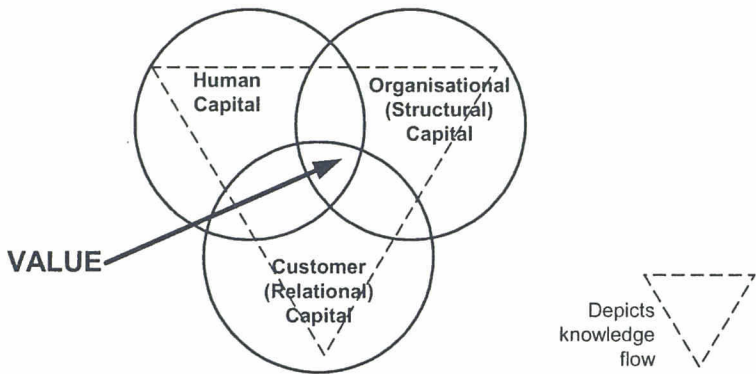 Human
Capital
Organisational
(Structural)
Capital
VALUE
Customer
(Relational)
Capital
Depicts
knowledge
flow